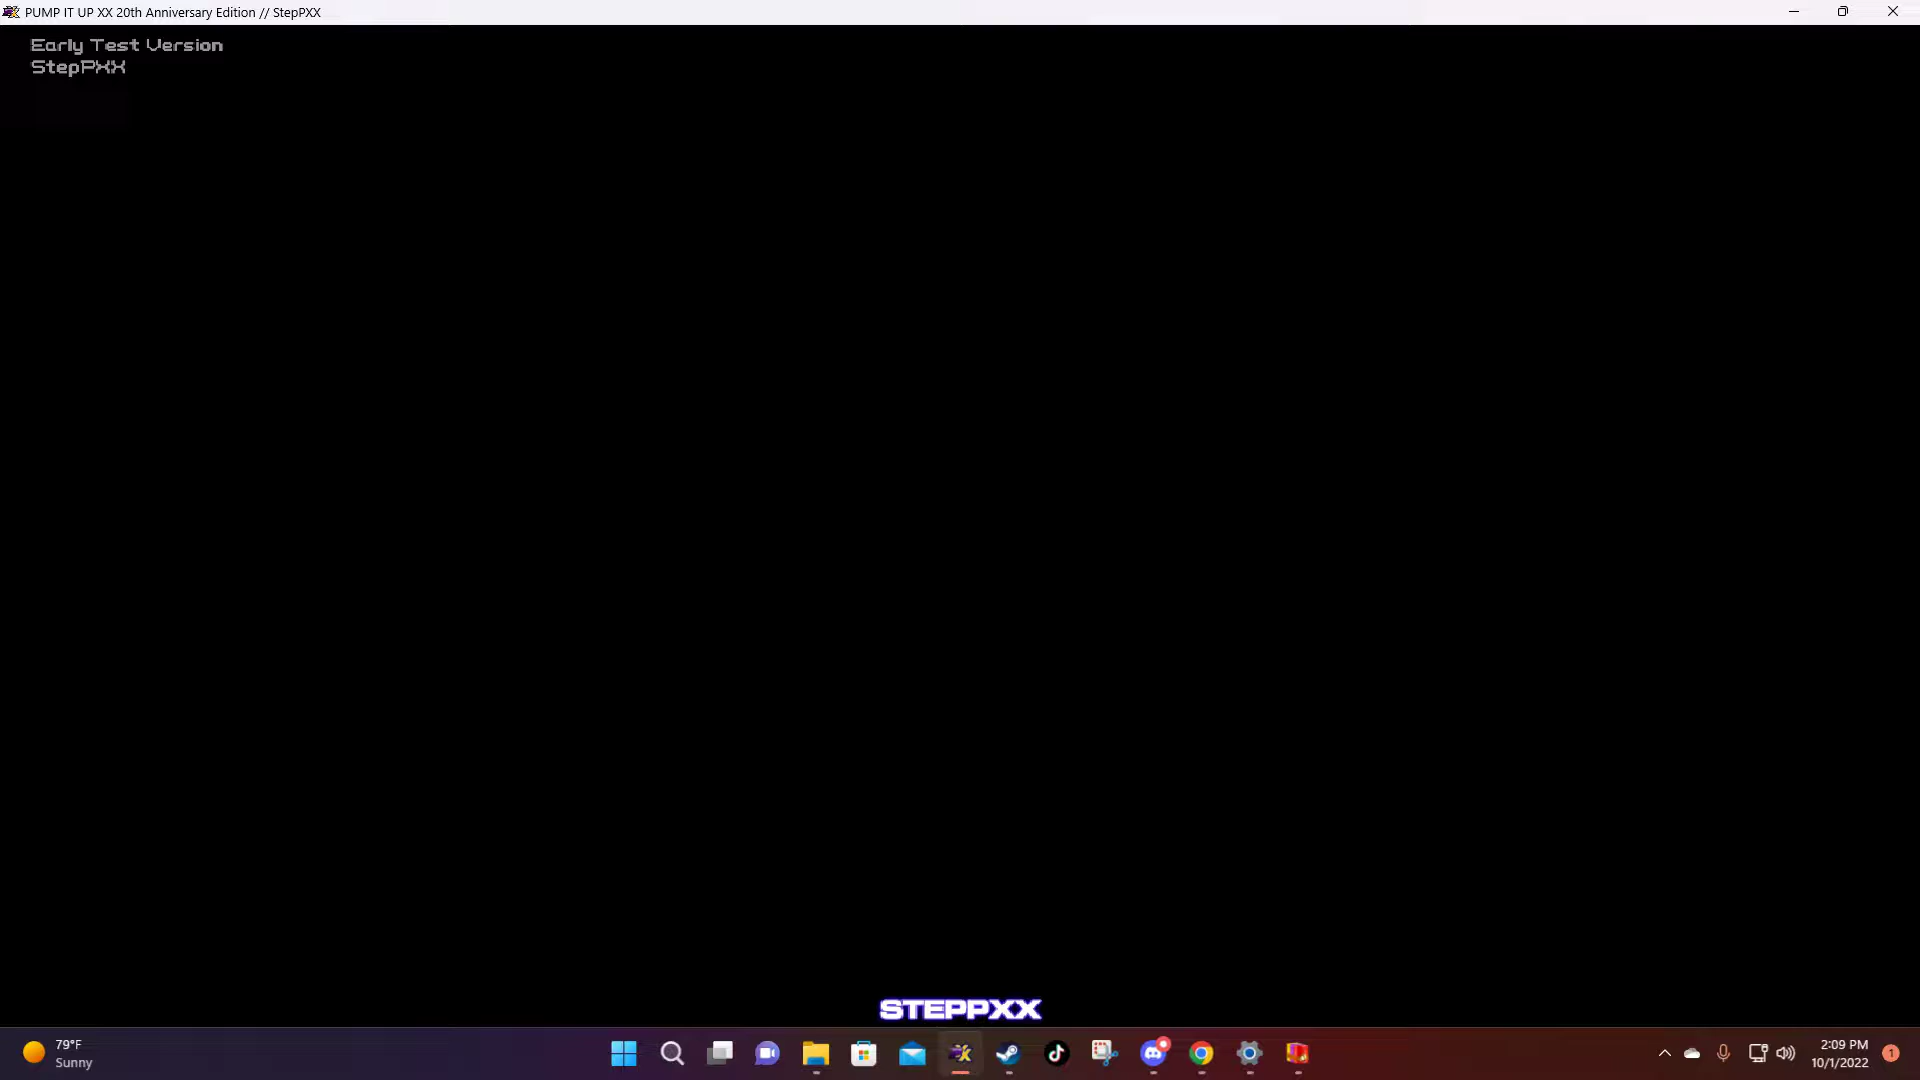 PUMP IT UP XX 20th Anniversary Edition // StepPXX
Early Test Version
StepPXX
STEPPXX
79°F
Sunny
2:09 PM
10/1/2022
1